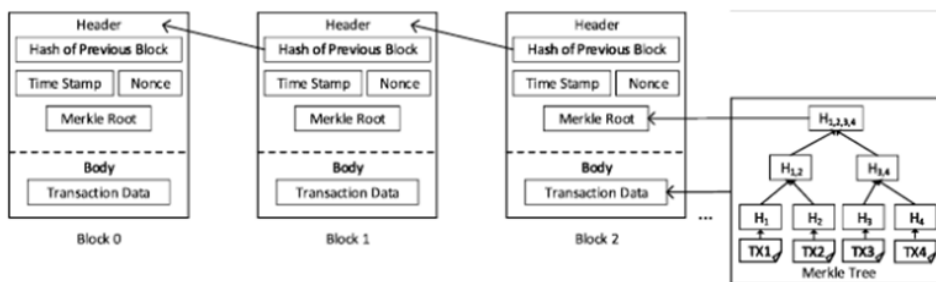 Header
Hash of Previous Block
Time Stamp
Nonce
Merkle Root
Body
Transaction Data
Block 0
Header
Hash of Previous Block
Time Stamp
Nonce
Merkle Root
Body
Transaction Data
Block 1
Header
Hash of Previous Block
Time Stamp
Nonce
Merkle Root
Body
Transaction Data
Block 2
...
H1,2,3,4
H1,2
H3,4
H1
H2
H3
H4
TX1
TX2
TX3
TX4
Merkle Tree